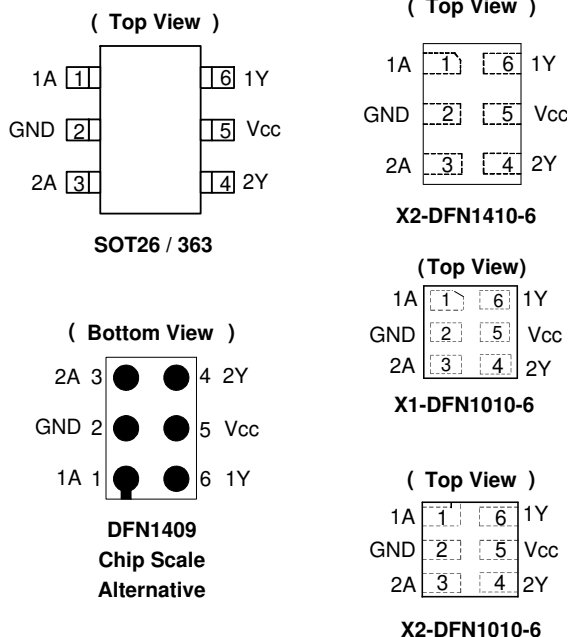 ( Top View )
1A 1 6 1Y
GND 2 5 Vcc
2A 3 4 2Y
SOT26 / 363
( Top View )
1A 1 6 1Y
GND 2 5 Vcc
2A 3 4 2Y
X2-DFN1410-6
(Top View)
1A 1 6 1Y
GND 2 5 Vcc
2A 3 4 2Y
X1-DFN1010-6
( Bottom View )
2A 3 4 2Y
GND 2 5 Vcc
1A 1 6 1Y
DFN1409
Chip Scale
Alternative
( Top View )
1A 1 6 1Y
GND 2 5 Vcc
2A 3 4 2Y
X2-DFN1010-6